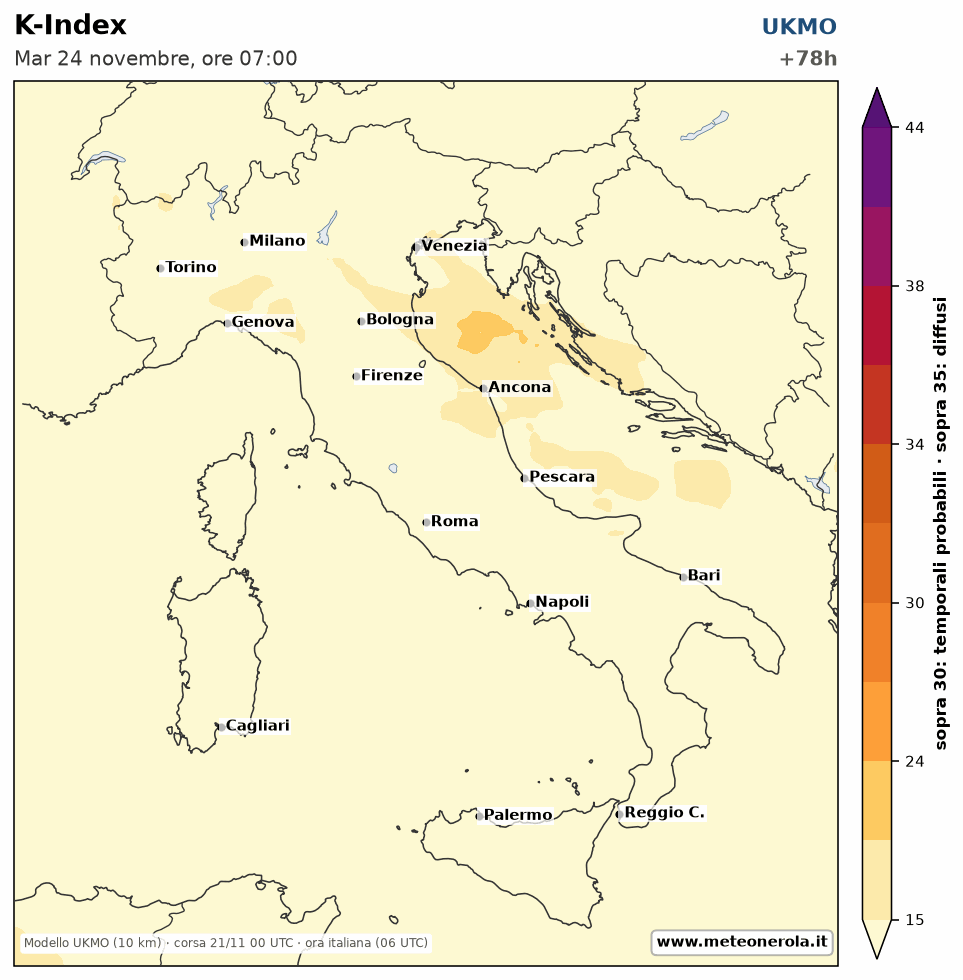 K-Index
UKMO
Mar 24 novembre, ore 07:00
+78h
44
38
34
30
24
15
sopra 30: temporali probabili · sopra 35: diffusi
Milano
Venezia
Torino
Genova
Bologna
Firenze
Ancona
Pescara
Roma
Bari
Napoli
Cagliari
Palermo
Reggio C.
Modello UKMO (10 km) · corsa 21/11 00 UTC · ora italiana (06 UTC)
www.meteonerola.it